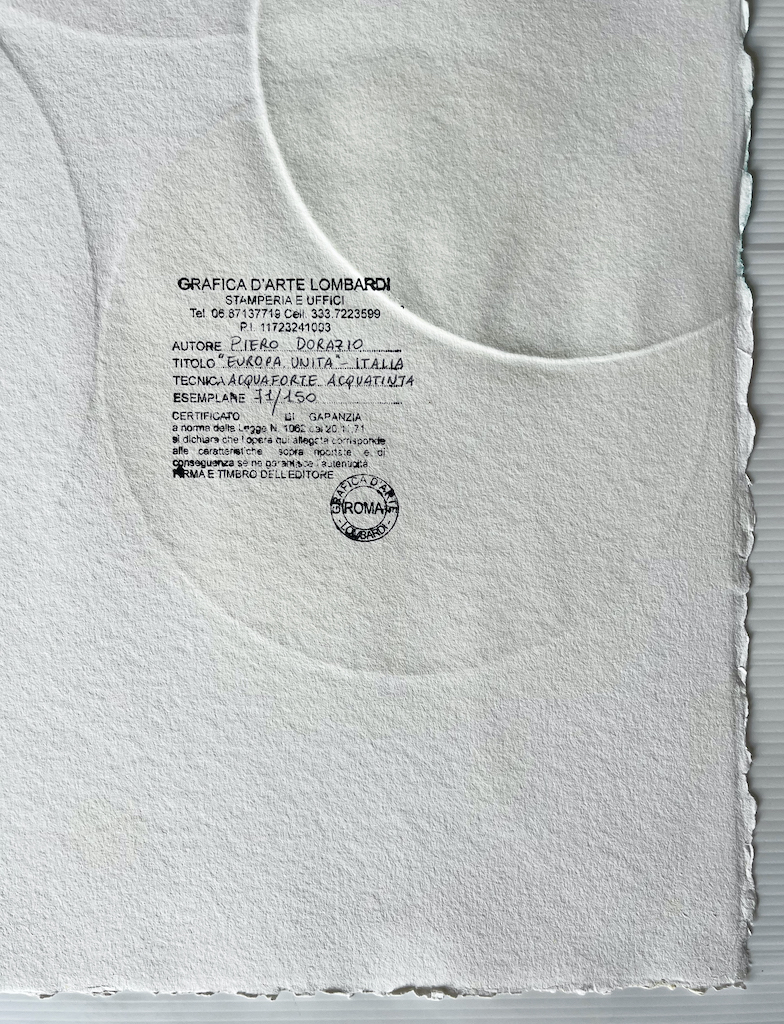 GRAFICA D'ARTE LOMBARDI
STAMPERIA E UFFICI
Tel. 06.87137719 Cell. 333.7223599
P.I. 11723241003
AUTORE PIERO DORAZIO
TITOLO "EUROPA UNITA" - ITALIA
TECNICA ACQUAFORTE ACQUATINTA
ESEMPLARE 71/150
CERTIFICATO DI GARANZIA
a norma della Legge N. 1062 del 20.11.71
si dichiara che l'opera qui allegata corrisponde
alle caratteristiche sopra riportate e di
conseguenza se ne garantisce l'autenticità
FIRMA E TIMBRO DELL'EDITORE
GRAFICA D'ARTE
ROMA
- LOMBARDI -